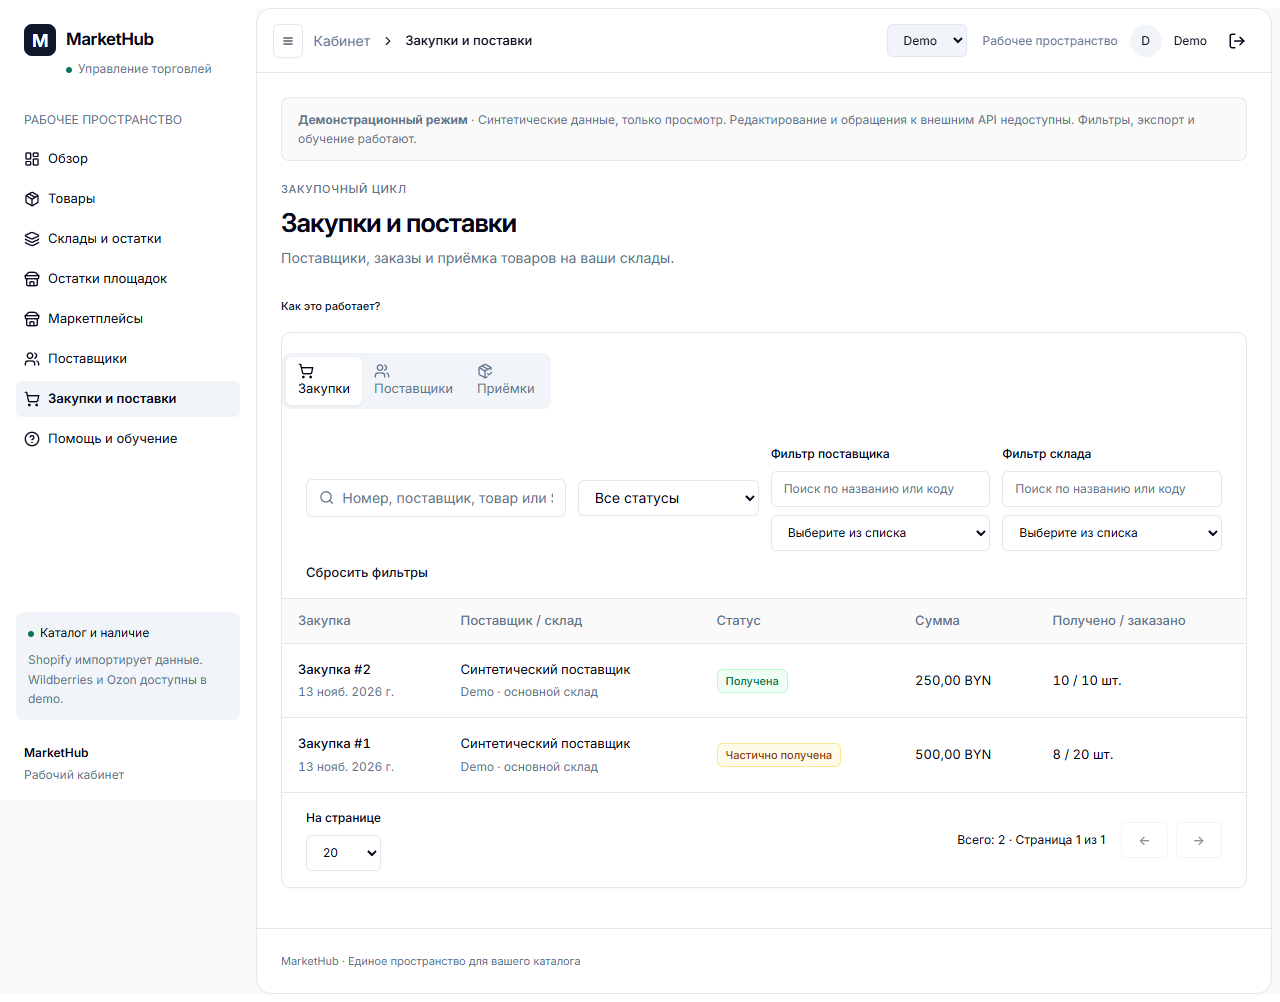 M MarketHub
Управление торговлей
РАБОЧЕЕ ПРОСТРАНСТВО
Обзор
Товары
Склады и остатки
Остатки площадок
Маркетплейсы
Поставщики
Закупки и поставки
Помощь и обучение
Каталог и наличие
Shopify импортирует данные.
Wildberries и Ozon доступны в
demo.
MarketHub
Рабочий кабинет
Кабинет Закупки и поставки
Demo Рабочее пространство D Demo
Демонстрационный режим · Синтетические данные, только просмотр. Редактирование и обращения к внешним API недоступны. Фильтры, экспорт и
обучение работают.
ЗАКУПОЧНЫЙ ЦИКЛ
Закупки и поставки
Поставщики, заказы и приёмка товаров на ваши склады.
Как это работает?
Закупки Поставщики Приёмки
Фильтр поставщика Фильтр склада
Номер, поставщик, товар или Все статусы Поиск по названию или коду Поиск по названию или коду
Выберите из списка Выберите из списка
Сбросить фильтры
Закупка Поставщик / склад Статус Сумма Получено / заказано
Закупка #2 Синтетический поставщик Получена 250,00 BYN 10 / 10 шт.
13 нояб. 2026 г. Demo · основной склад
Закупка #1 Синтетический поставщик Частично получена 500,00 BYN 8 / 20 шт.
13 нояб. 2026 г. Demo · основной склад
На странице
20 Всего: 2 · Страница 1 из 1 ← →
MarketHub · Единое пространство для вашего каталога